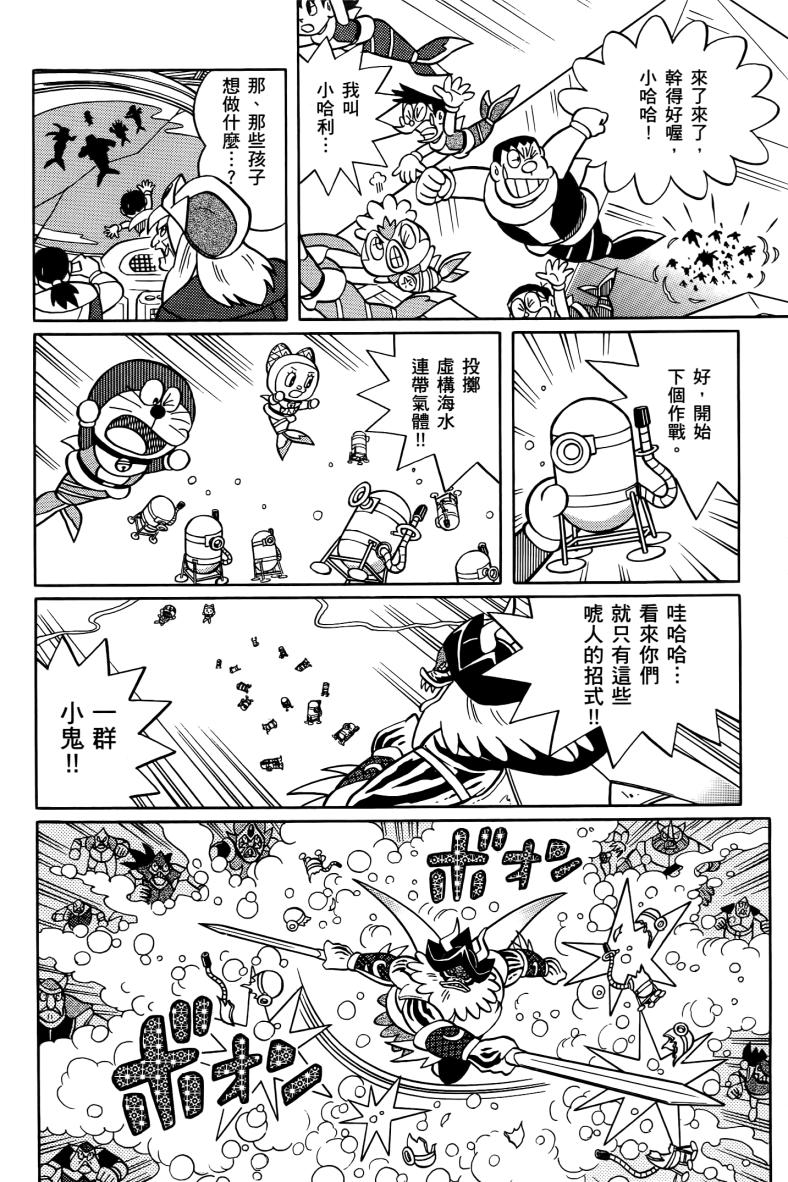 來了來了，
幹得好喔，
小哈哈！
我叫
小哈利…
那、那些孩子
想做什麼…？
好，開始
下個作戰。
投擲
虛構海水
連帶氣體!!
哇哈哈…
看來你們
就只有這些
唬人的招式!!
一群
小鬼!!
ボオン
ボオン